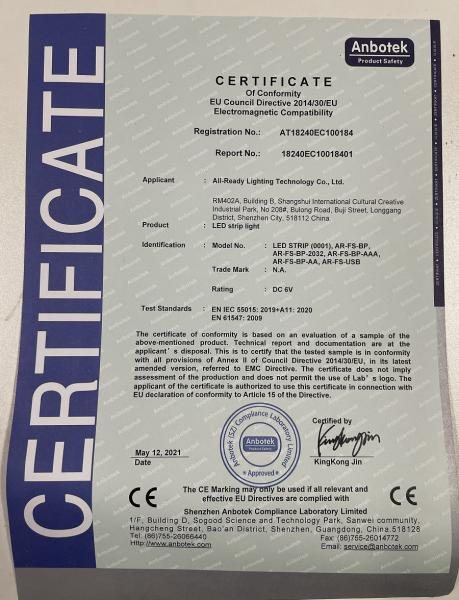 CERTIFICATE
Anbotek
Product Safety
CERTIFICATE
Of Conformity
EU Council Directive 2014/30/EU
Electromagnetic Compatibility
Registration No.: AT18240EC100184
Report No.: 18240EC10018401
Applicant : All-Ready Lighting Technology Co., Ltd.
RM402A, Building B, Shangshui International Cultural Creative
Industrial Park, No 208#, Bulong Road, Buji Street, Longgang
District, Shenzhen City, 518112 China
Product : LED strip light
Identification : Model No. : LED STRIP (0001), AR-FS-BP,
AR-FS-BP-2032, AR-FS-BP-AAA,
AR-FS-BP-AA, AR-FS-USB
Trade Mark : N.A.
Rating : DC 6V
Test Standards : EN IEC 55015: 2019+A11: 2020
EN 61547: 2009
The certificate of conformity is based on an evaluation of a sample of the
above-mentioned product. Technical report and documentation are at the
applicant's disposal. This is to certify that the tested sample is in conformity
with all provisions of Annex II of Council Directive 2014/30/EU, in its latest
amended version, referred to EMC Directive. The certificate does not imply
assessment of the production and does not permit the use of Lab's logo. The
applicant of the certificate is authorized to use this certificate in connection with
EU declaration of conformity to Article 15 of the Directive.
Anbotek (SZ) Compliance Laboratory Limited
Anbotek
Product Safety
* Approved *
Certified by
May 12, 2021
Date
KingKong Jin
CE
The CE Marking may only be used if all relevant and
effective EU Directives are complied with
CE
Shenzhen Anbotek Compliance Laboratory Limited
1/F, Building D, Sogood Science and Technology Park, Sanwei community,
Hangcheng Street, Bao'an District, Shenzhen, Guangdong, China.518128
Tel: (86)755-26066440 Fax: (86)755-26014772
Http://www.anbotek.com Email: service@anbotek.com